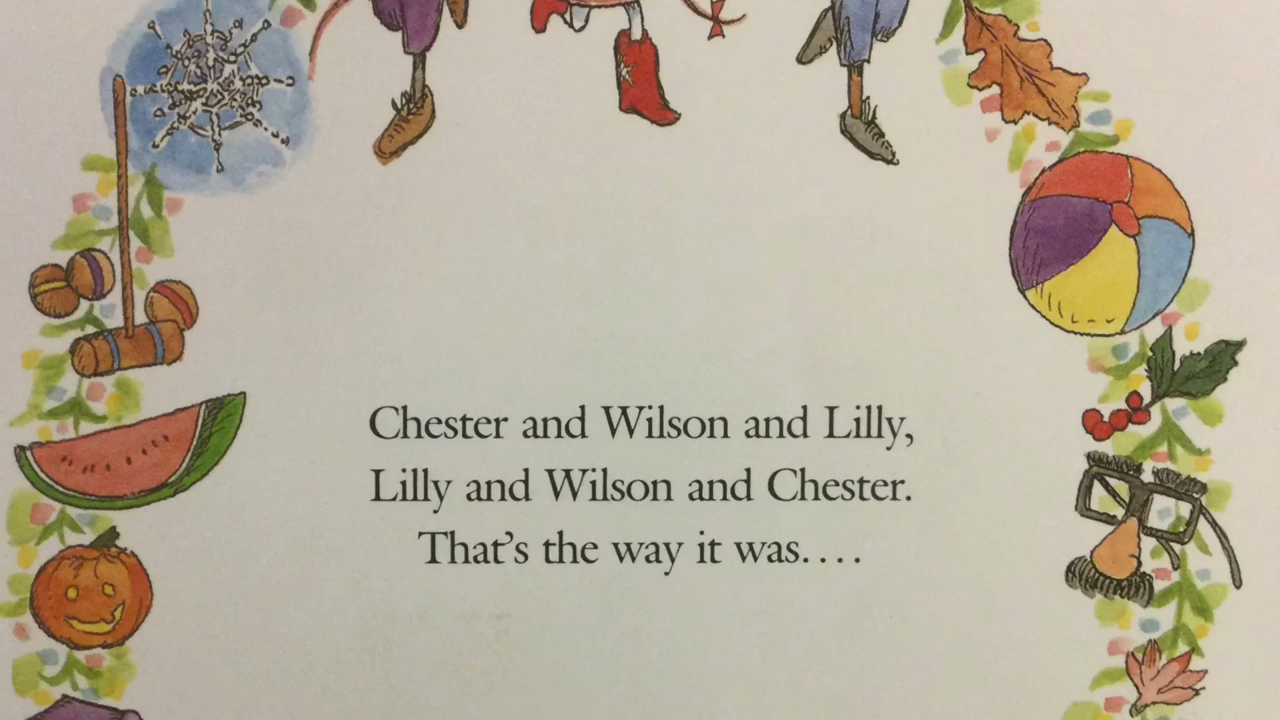 Chester and Wilson and Lilly,
Lilly and Wilson and Chester.
That's the way it was....